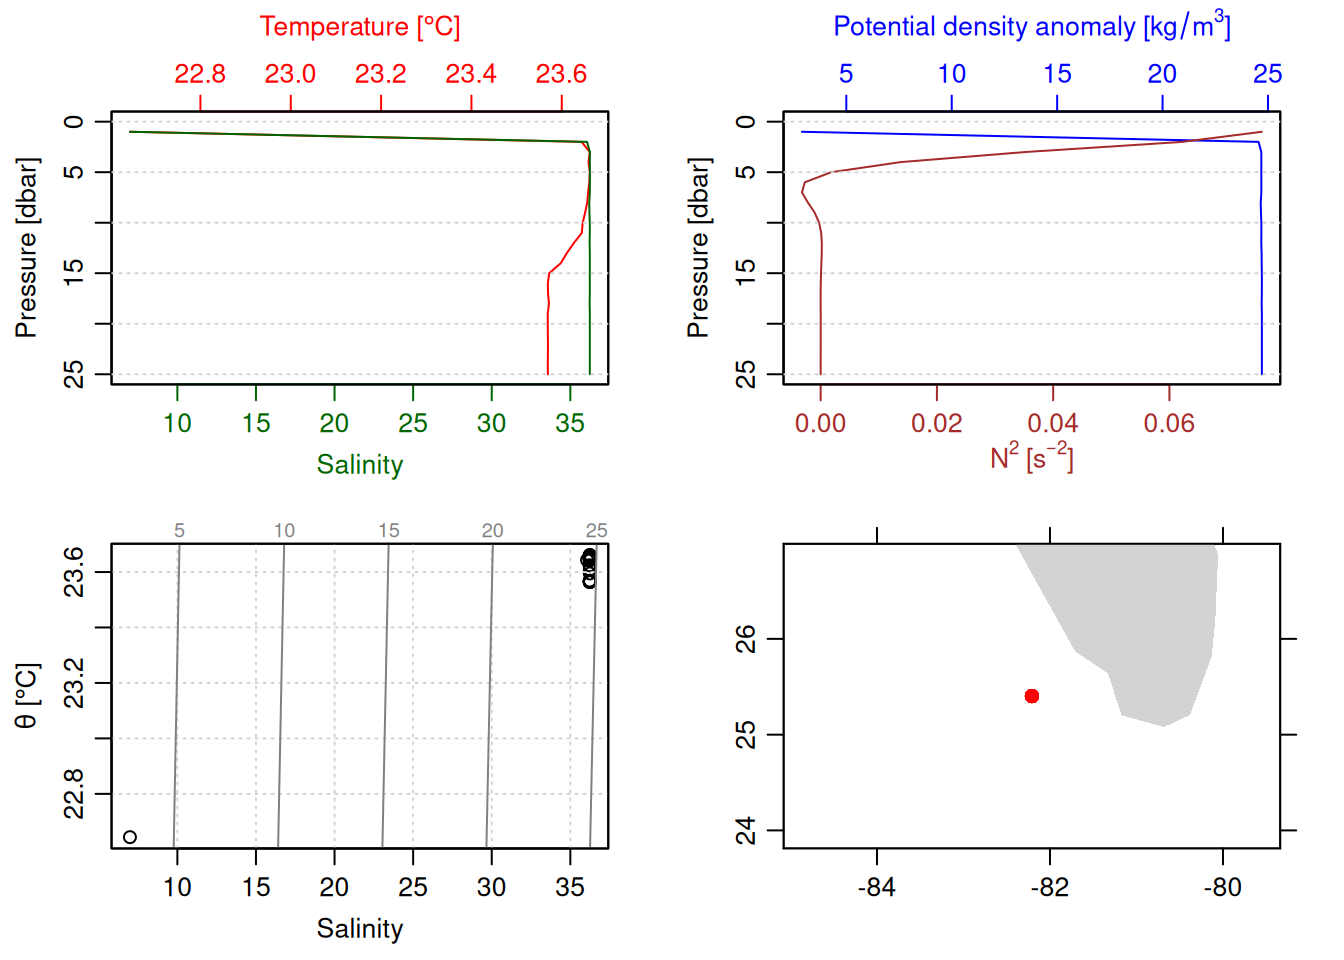 Temperature [°C]
22.8 23.0 23.2 23.4 23.6
Pressure [dbar]
0 5 15 25
10 15 20 25 30 35
Salinity
Potential density anomaly [kg/m³]
5 10 15 20 25
Pressure [dbar]
0 5 15 25
0.00 0.02 0.04 0.06
N² [s⁻²]
5 10 15 20 25
θ [°C]
23.6 23.2 22.8
10 15 20 25 30 35
Salinity
26 25 24
-84 -82 -80